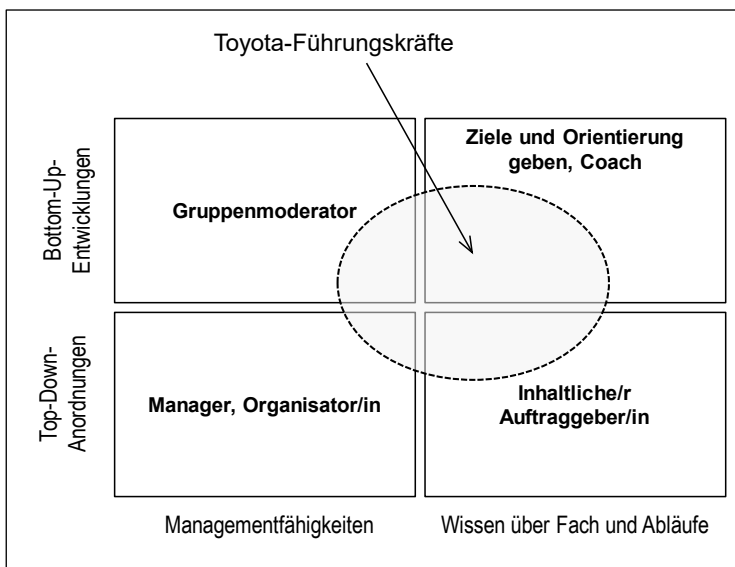 Toyota-Führungskräfte
Bottom-Up-
Entwicklungen
Gruppenmoderator
Ziele und Orientierung
geben, Coach
Top-Down-
Anordnungen
Manager, Organisator/in
Inhaltliche/r
Auftraggeber/in
Managementfähigkeiten
Wissen über Fach und Abläufe